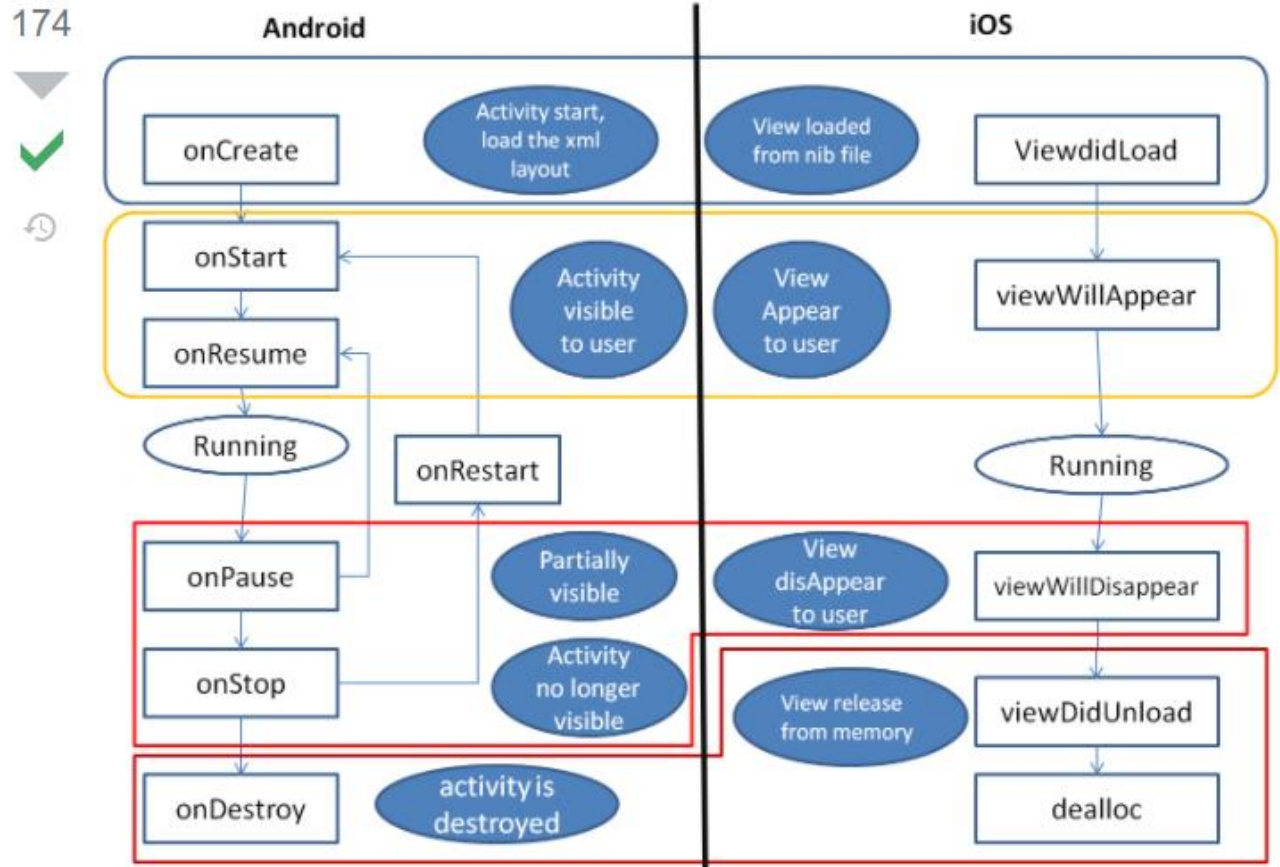 174
Android
iOS
onCreate
Activity start,
load the xml
layout
View loaded
from nib file
ViewdidLoad
onStart
Activity
visible
to user
View
Appear
to user
viewWillAppear
onResume
Running
onRestart
Running
onPause
Partially
visible
View
disAppear
to user
viewWillDisappear
onStop
Activity
no longer
visible
View release
from memory
viewDidUnload
onDestroy
activity is
destroyed
dealloc